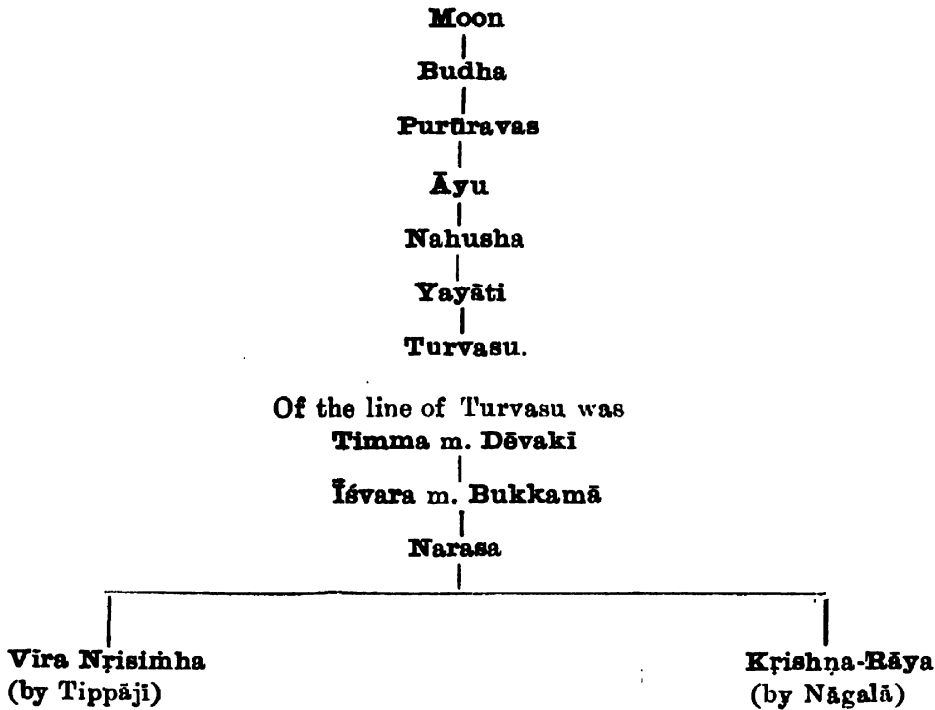 Moon
Budha
Purūravas
Āyu
Nahusha
Yayāti
Turvasu.
Of the line of Turvasu was
Timma m. Dēvakī
Īśvara m. Bukkamā
Narasa
Vīra Nṛisiṁha
Kṛishṇa-Rāya
(by Tippājī)
(by Nāgalā)